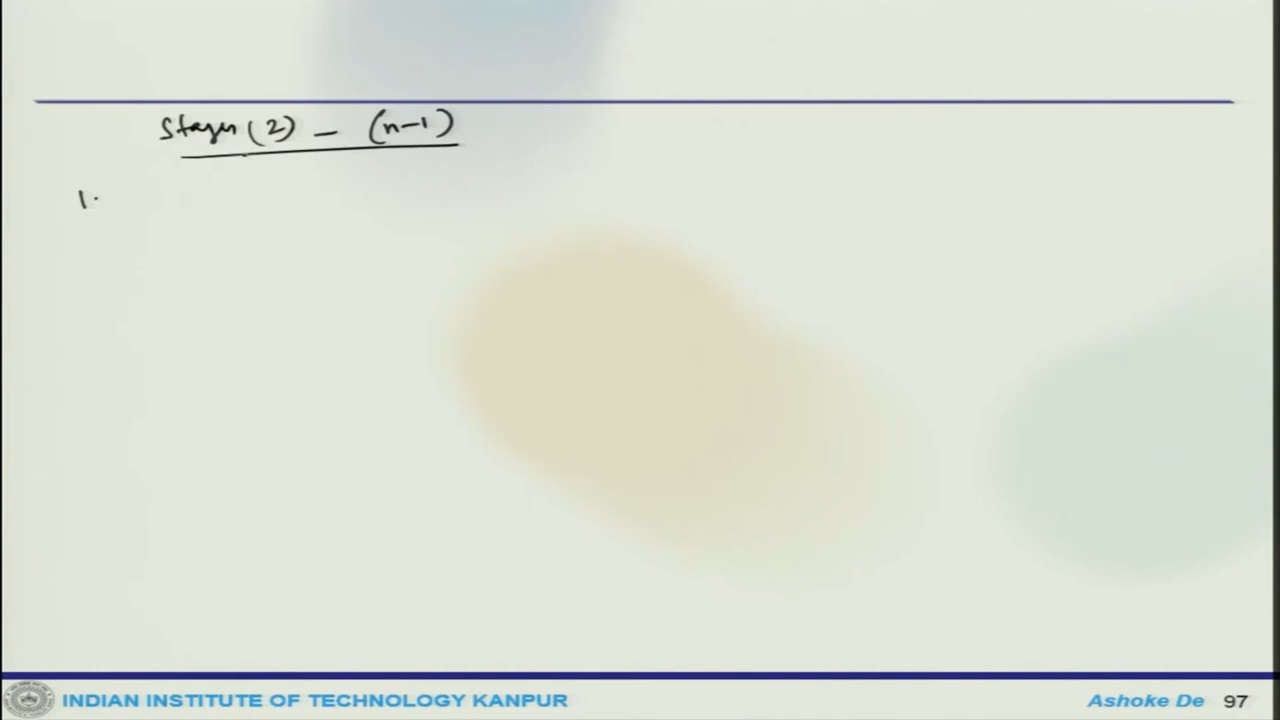 Stages (2) - (n-1)
1.
INDIAN INSTITUTE OF TECHNOLOGY KANPUR
Ashoke De 97